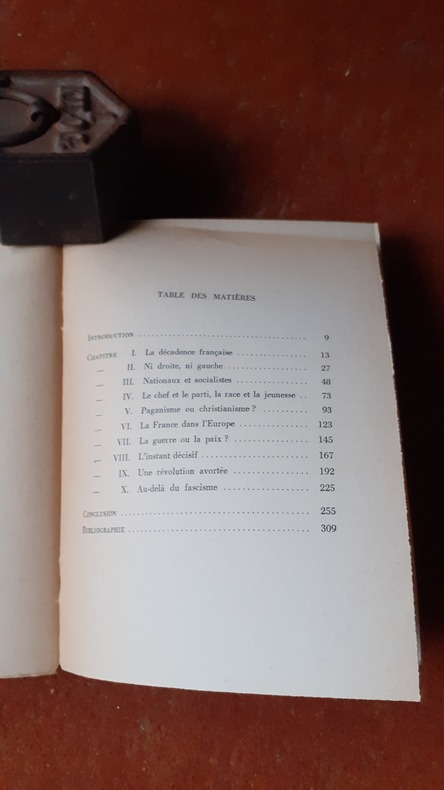 TABLE DES MATIÈRES
INTRODUCTION .................................. 9
CHAPITRE I. La décadence française ................ 13
— II. Ni droite, ni gauche ................... 27
— III. Nationaux et socialistes ................ 48
— IV. Le chef et le parti, la race et la jeunesse .. 73
— V. Paganisme ou christianisme ? ........... 93
— VI. La France dans l'Europe ............... 123
— VII. La guerre ou la paix ? ................. 145
— VIII. L'instant décisif ....................... 167
— IX. Une révolution avortée ................ 192
— X. Au-delà du fascisme ................... 225
CONCLUSION ..................................... 255
BIBLIOGRAPHIE ................................... 309